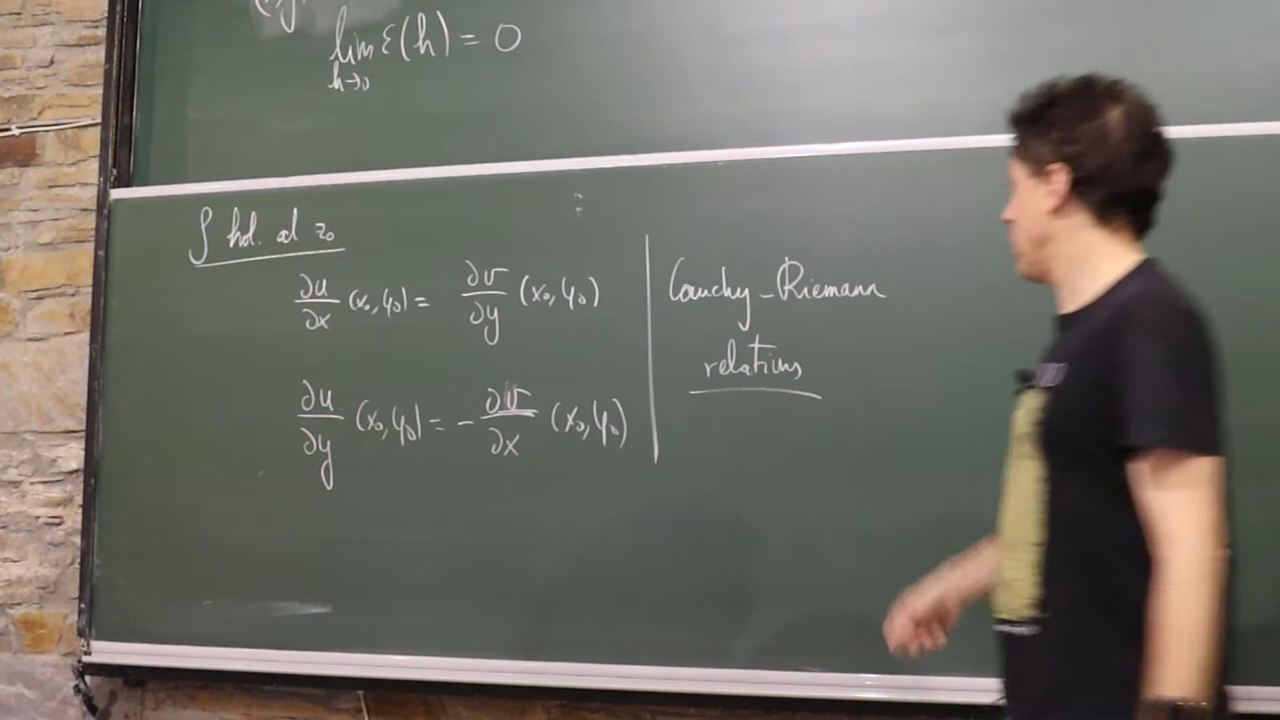 lim ε(h) = 0
h→0
f hol. at z₀
∂u/∂x (x₀, y₀) = ∂v/∂y (x₀, y₀)
∂u/∂y (x₀, y₀) = - ∂v/∂x (x₀, y₀)
Cauchy-Riemann
relations